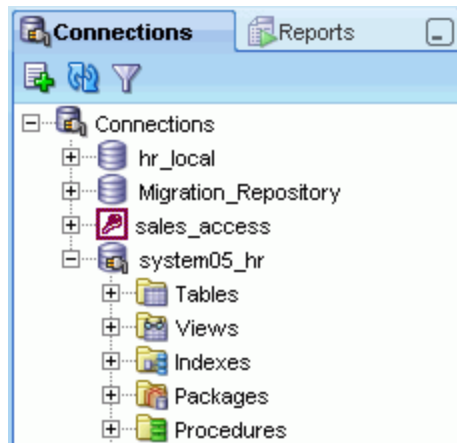 Connections Reports
Connections
hr_local
Migration_Repository
sales_access
system05_hr
Tables
Views
Indexes
Packages
Procedures